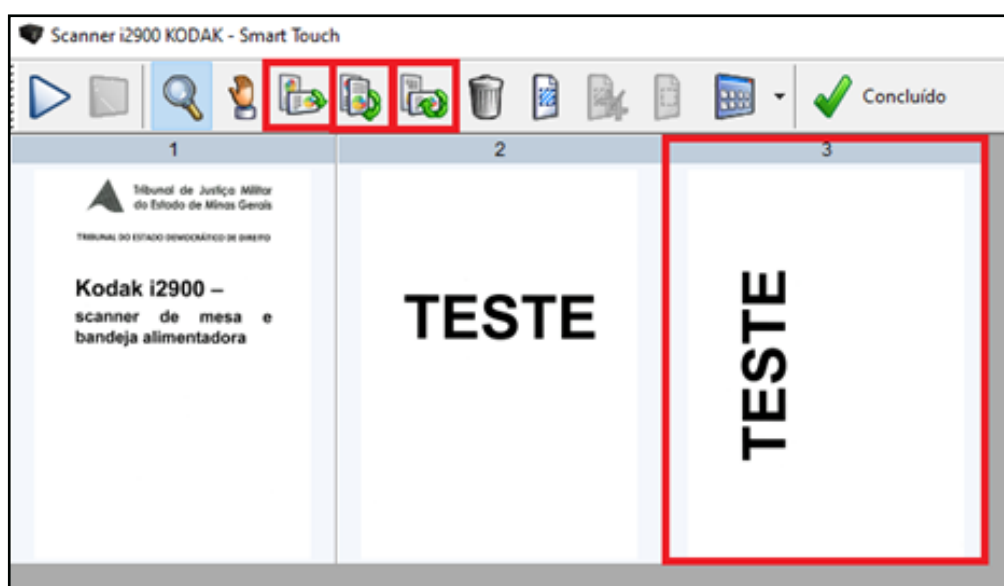 Scanner i2900 KODAK - Smart Touch
Concluído
1
2
3
Tribunal de Justiça Militar
do Estado de Minas Gerais
TRIBUNAL DO ESTADO DEMOCRÁTICO DE DIREITO
Kodak i2900 –
scanner de mesa e
bandeja alimentadora
TESTE
TESTE